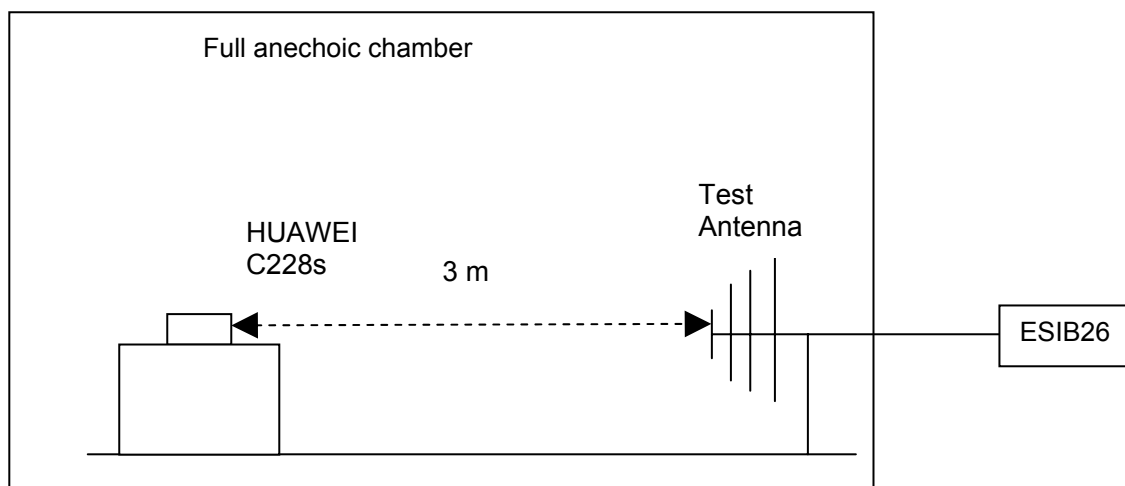 Full anechoic chamber
Test
Antenna
HUAWEI
C228s
3 m
ESIB26